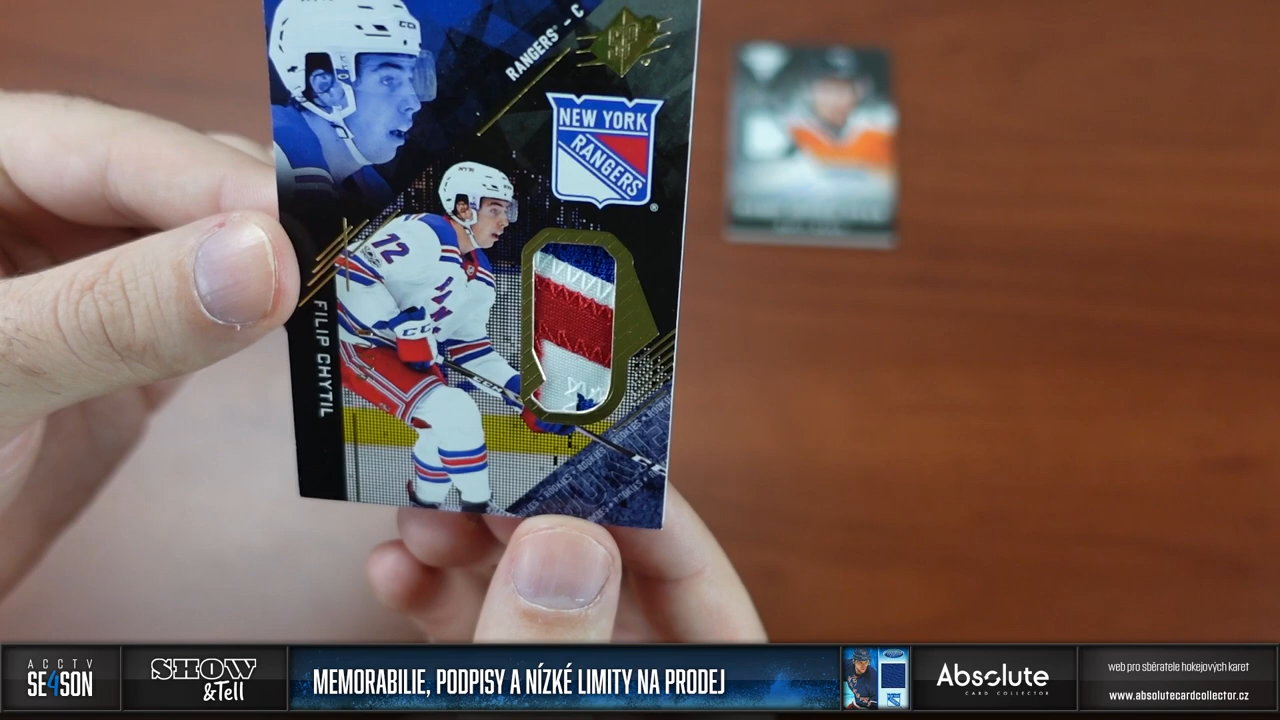 RANGERS - C
NEW YORK
RANGERS
®
72
CCM
FILIP CHYTIL
ACCTV
SE4SON
SHOW
&Tell
MEMORABILIE, PODPISY A NÍZKÉ LIMITY NA PRODEJ
Absolute
CARD COLLECTOR
web pro sběratele hokejových karet
www.absolutecardcollector.cz